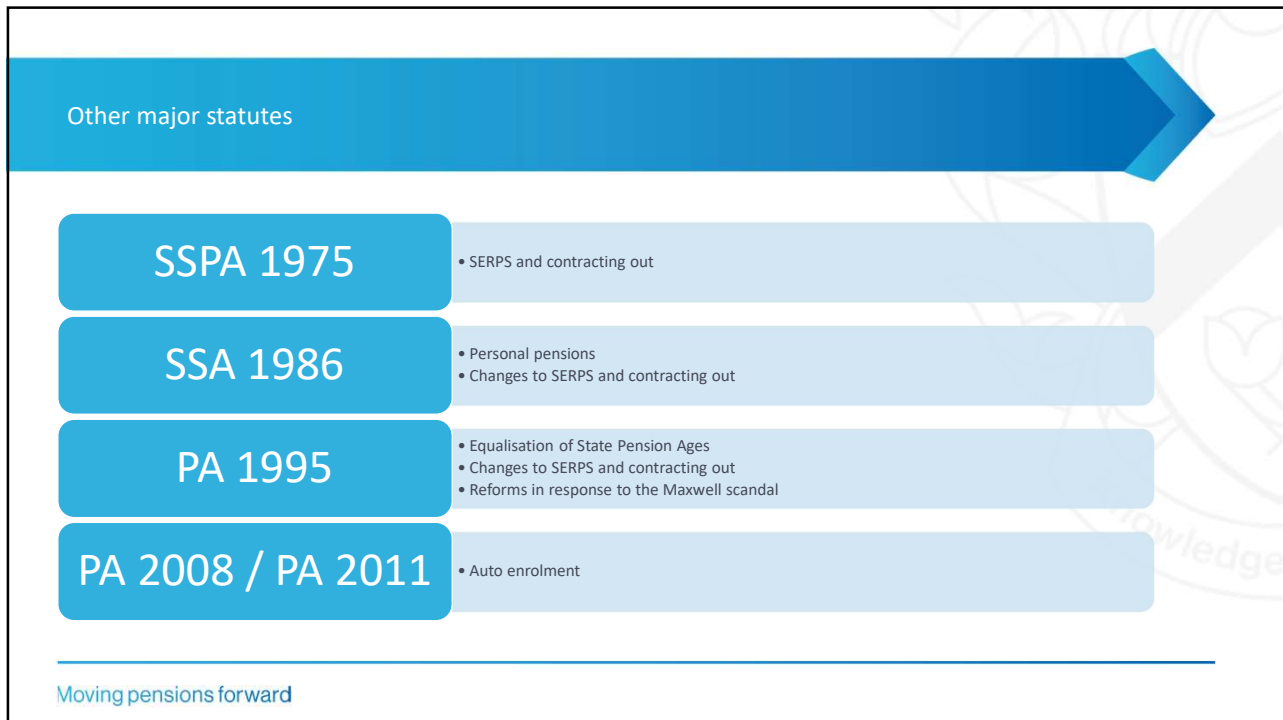 Other major statutes
SSPA 1975
• SERPS and contracting out
SSA 1986
• Personal pensions
• Changes to SERPS and contracting out
PA 1995
• Equalisation of State Pension Ages
• Changes to SERPS and contracting out
• Reforms in response to the Maxwell scandal
PA 2008 / PA 2011
• Auto enrolment
Moving pensions forward